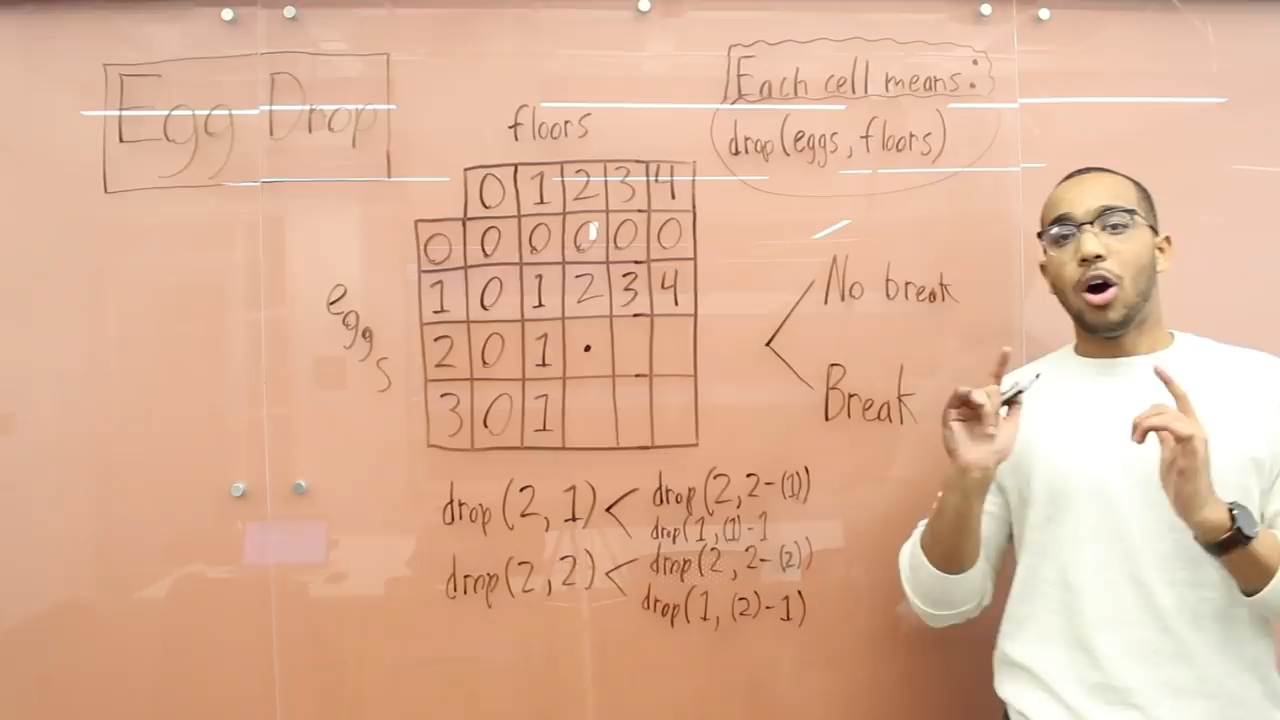 Egg Drop
Each cell means:
drop(eggs, floors)
floors
0 1 2 3 4
0 0 0 0 0 0
1 0 1 2 3 4
2 0 1 •
3 0 1
eggs
No break
Break
drop(2, 1) < drop(2, 2-(1))
drop(1, (1)-1
drop(2, 2) < drop(2, 2-(2))
drop(1, (2)-1)